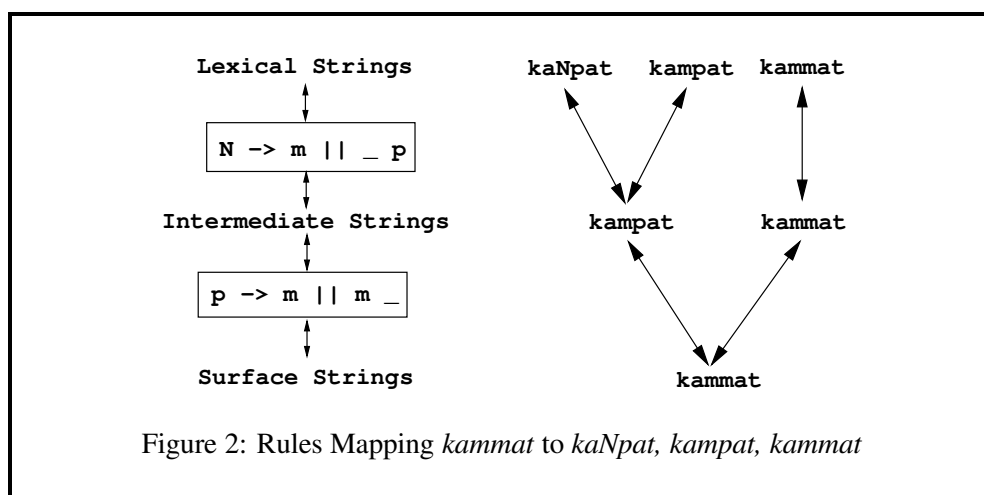 Lexical Strings
N -> m || _ p
Intermediate Strings
p -> m || m _
Surface Strings
kaNpat kampat kammat
kampat kammat
kammat
Figure 2: Rules Mapping kammat to kaNpat, kampat, kammat